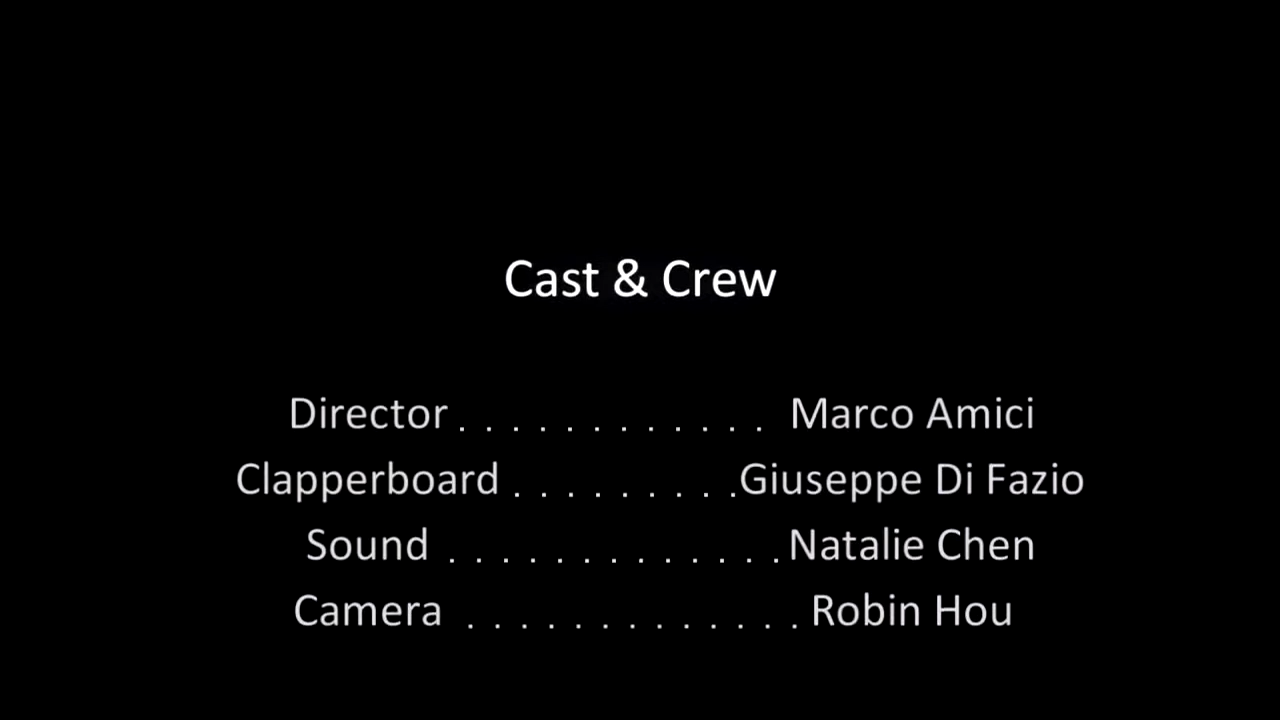 Cast & Crew
Director . . . . . . . . . . . . Marco Amici
Clapperboard . . . . . . . . .Giuseppe Di Fazio
Sound . . . . . . . . . . . . . Natalie Chen
Camera . . . . . . . . . . . . . Robin Hou